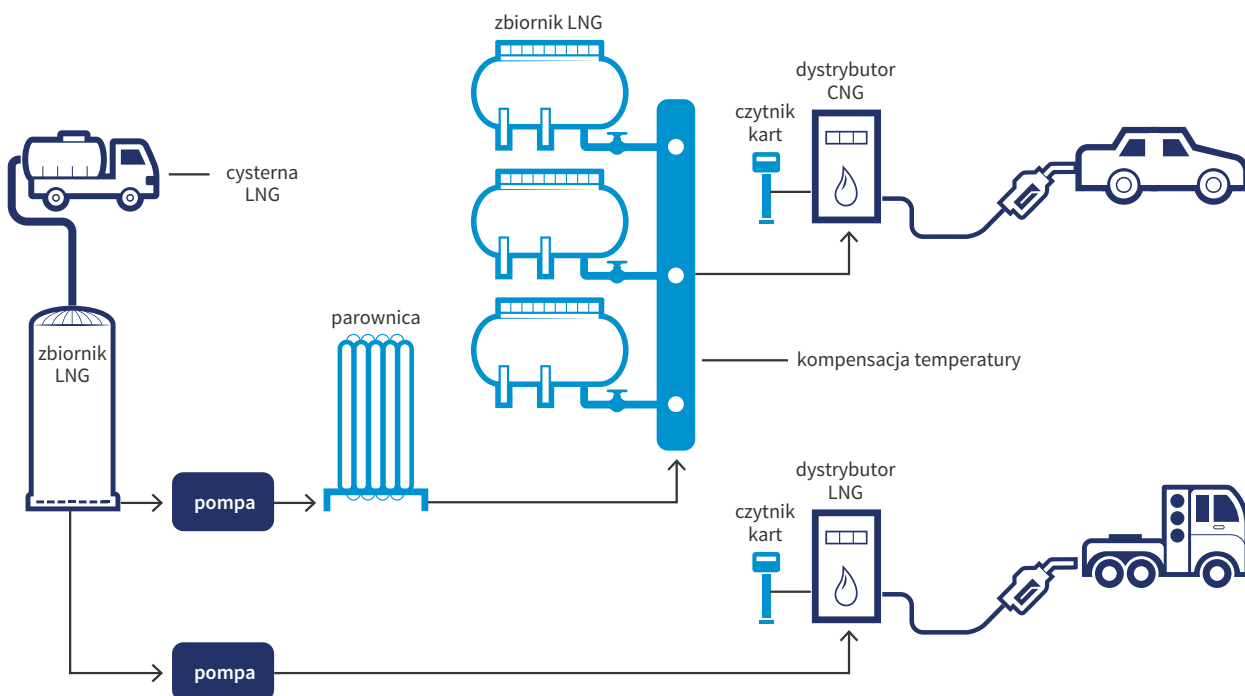 zbiornik LNG
dystrybutor
CNG
czytnik
kart
cysterna
LNG
parownica
zbiornik
LNG
kompensacja temperatury
dystrybutor
LNG
pompa
czytnik
kart
pompa